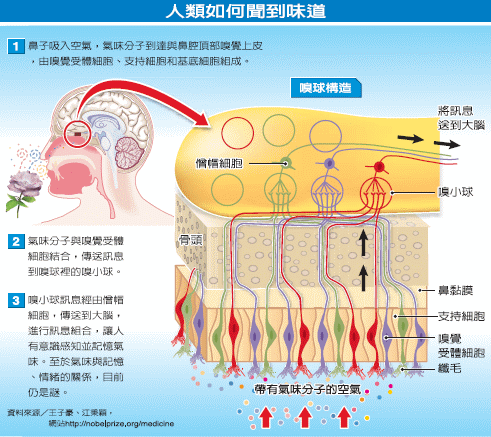 人類如何聞到味道
1 鼻子吸入空氣，氣味分子到達與鼻腔頂部嗅覺上皮
，由嗅覺受體細胞、支持細胞和基底細胞組成。
嗅球構造
將訊息
送到大腦
僧帽細胞
嗅小球
骨頭
2 氣味分子與嗅覺受體
細胞結合，傳送訊息
到嗅球裡的嗅小球。
鼻黏膜
3 嗅小球訊息經由僧帽
細胞，傳送到大腦，
進行訊息組合，讓人
有意識感知並記憶氣
味。至於氣味與記憶
、情緒的關係，目前
仍是謎。
支持細胞
嗅覺
受體細胞
纖毛
帶有氣味分子的空氣
資料來源／王子豪、江秉穎，
網站http://nobelprize,org/medicine